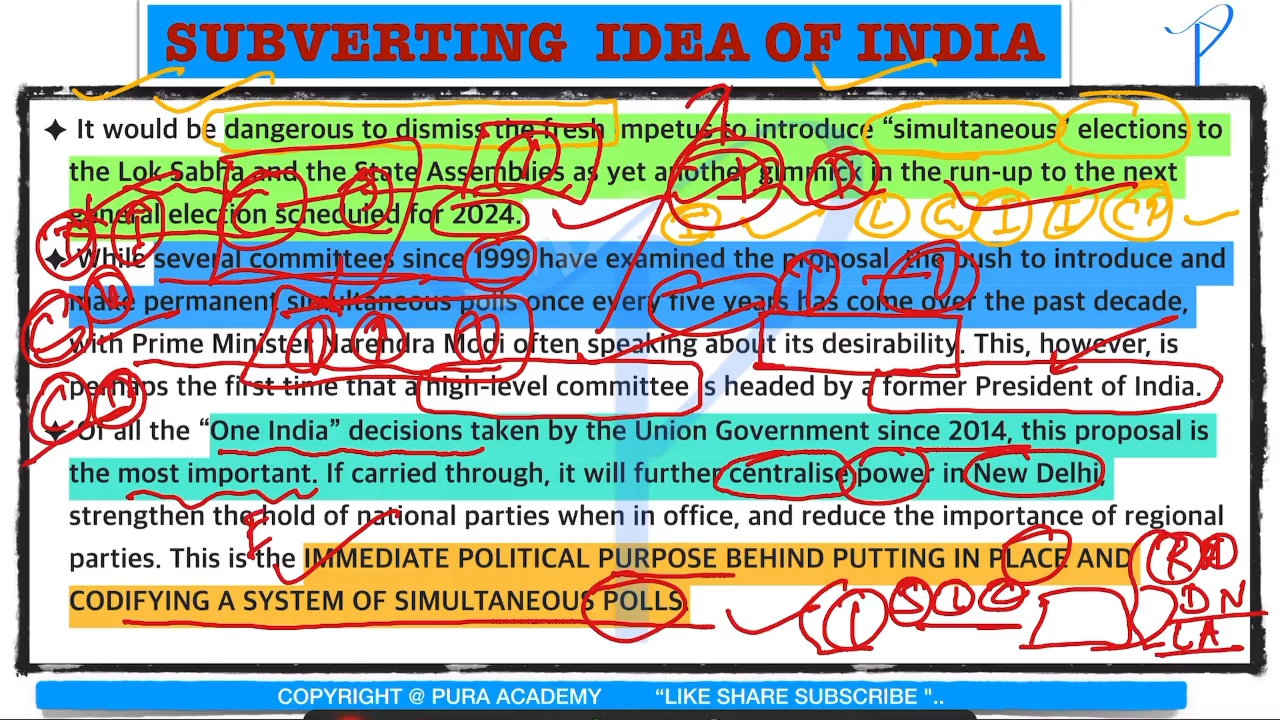 SUBVERTING IDEA OF INDIA
It would be dangerous to dismiss the fresh impetus to introduce “simultaneous” elections to
the Lok Sabha and the State Assemblies as yet another gimmick in the run-up to the next
general election scheduled for 2024.
While several committees since 1999 have examined the proposal, the push to introduce and
make permanent simultaneous polls once every five years has come over the past decade,
with Prime Minister Narendra Modi often speaking about its desirability. This, however, is
perhaps the first time that a high-level committee is headed by a former President of India.
Of all the “One India” decisions taken by the Union Government since 2014, this proposal is
the most important. If carried through, it will further centralise power in New Delhi,
strengthen the hold of national parties when in office, and reduce the importance of regional
parties. This is the IMMEDIATE POLITICAL PURPOSE BEHIND PUTTING IN PLACE AND
CODIFYING A SYSTEM OF SIMULTANEOUS POLLS.
D N
LA
COPYRIGHT @ PURA ACADEMY “LIKE SHARE SUBSCRIBE "..